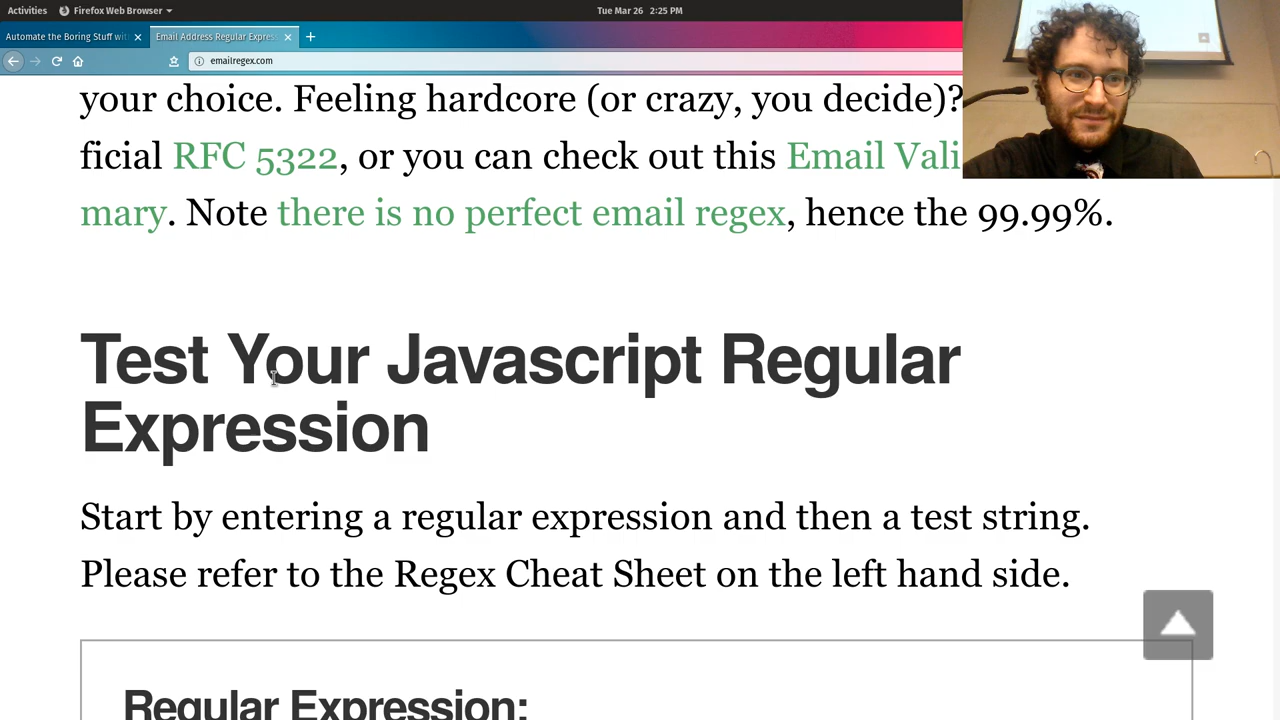 Activities Firefox Web Browser Tue Mar 26 2:25 PM
Automate the Boring Stuff wit Email Address Regular Express
emailregex.com
your choice. Feeling hardcore (or crazy, you decide)?
ficial RFC 5322, or you can check out this Email Vali
mary. Note there is no perfect email regex, hence the 99.99%.
Test Your Javascript Regular
Expression
Start by entering a regular expression and then a test string.
Please refer to the Regex Cheat Sheet on the left hand side.
Regular Expression: